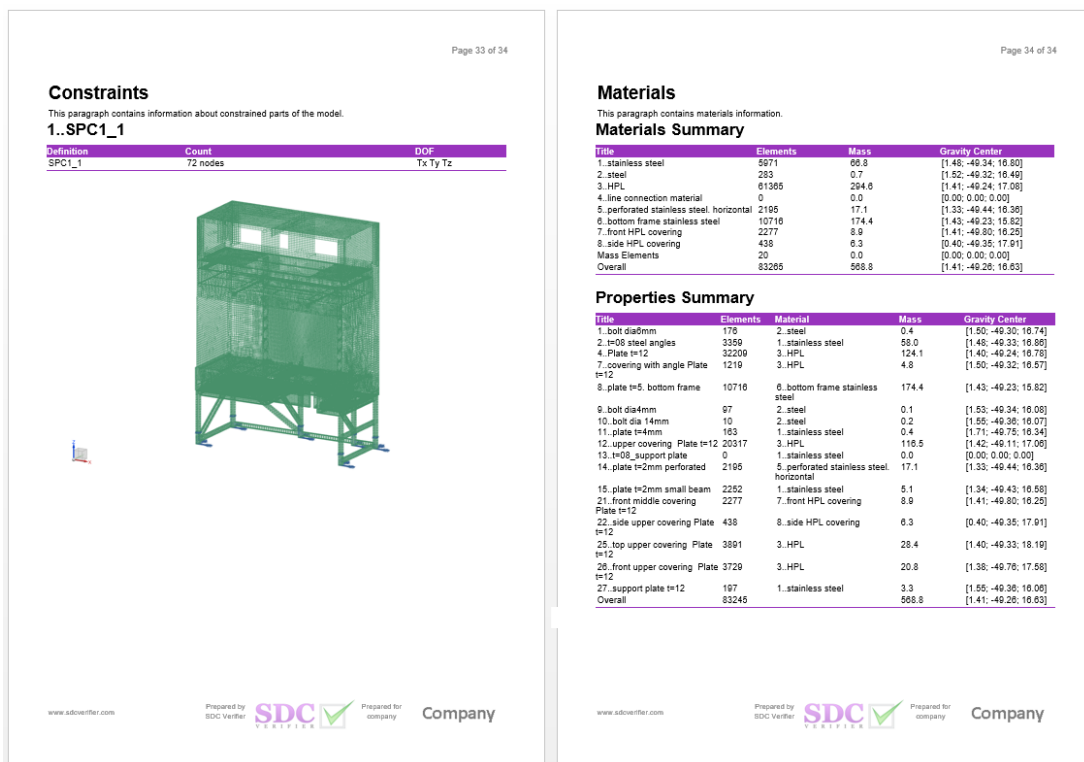 Page 33 of 34
Constraints
This paragraph contains information about constrained parts of the model.
1..SPC1_1
Definition Count DOF
SPC1_1 72 nodes Tx Ty Tz
www.sdcverifier.com
Prepared by
SDC Verifier
SDC
VERIFIER
Prepared for
company
Company
Page 34 of 34
Materials
This paragraph contains materials information.
Materials Summary
Title Elements Mass Gravity Center
1..stainless steel 5971 66.8 [1.48; -49.34; 16.80]
2..steel 283 0.7 [1.52; -49.32; 16.49]
3..HPL 61365 294.6 [1.41; -49.24; 17.08]
4..line connection material 0 0.0 [0.00; 0.00; 0.00]
5..perforated stainless steel. horizontal 2195 17.1 [1.33; -49.44; 16.36]
6..bottom frame stainless steel 10716 174.4 [1.43; -49.23; 15.82]
7..front HPL covering 2277 8.9 [1.41; -49.80; 16.25]
8..side HPL covering 438 6.3 [0.40; -49.35; 17.91]
Mass Elements 20 0.0 [0.00; 0.00; 0.00]
Overall 83265 568.8 [1.41; -49.26; 16.63]
Properties Summary
Title Elements Material Mass Gravity Center
1..bolt dia6mm 176 2..steel 0.4 [1.50; -49.30; 16.74]
2..t=08 steel angles 3359 1..stainless steel 58.0 [1.48; -49.33; 16.86]
4..Plate t=12 32209 3..HPL 124.1 [1.40; -49.24; 16.78]
7..covering with angle Plate 1219 3..HPL 4.8 [1.50; -49.32; 16.57]
t=12
8..plate t=5. bottom frame 10716 6..bottom frame stainless 174.4 [1.43; -49.23; 15.82]
steel
9..bolt dia4mm 97 2..steel 0.1 [1.53; -49.34; 16.08]
10..bolt dia 14mm 10 2..steel 0.2 [1.55; -49.36; 16.07]
11..plate t=4mm 163 1..stainless steel 0.4 [1.71; -49.75; 16.34]
12..upper covering Plate t=12 20317 3..HPL 116.5 [1.42; -49.11; 17.06]
13..t=08_support plate 0 1..stainless steel 0.0 [0.00; 0.00; 0.00]
14..plate t=2mm perforated 2195 5..perforated stainless steel. 17.1 [1.33; -49.44; 16.36]
horizontal
15..plate t=2mm small beam 2252 1..stainless steel 5.1 [1.34; -49.43; 16.58]
21..front middle covering 2277 7..front HPL covering 8.9 [1.41; -49.80; 16.25]
Plate t=12
22..side upper covering Plate 438 8..side HPL covering 6.3 [0.40; -49.35; 17.91]
t=12
25..top upper covering Plate 3891 3..HPL 28.4 [1.40; -49.33; 18.19]
t=12
26..front upper covering Plate 3729 3..HPL 20.8 [1.38; -49.76; 17.58]
t=12
27..support plate t=12 197 1..stainless steel 3.3 [1.55; -49.36; 16.06]
Overall 83245 568.8 [1.41; -49.26; 16.63]
www.sdcverifier.com
Prepared by
SDC Verifier
SDC
VERIFIER
Prepared for
company
Company